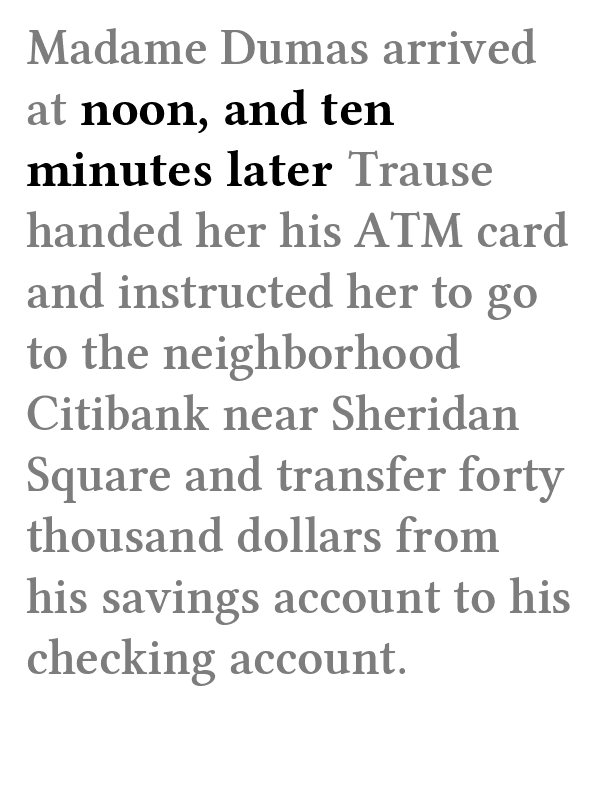 Madame Dumas arrived
at noon, and ten
minutes later Trause
handed her his ATM card
and instructed her to go
to the neighborhood
Citibank near Sheridan
Square and transfer forty
thousand dollars from
his savings account to his
checking account.